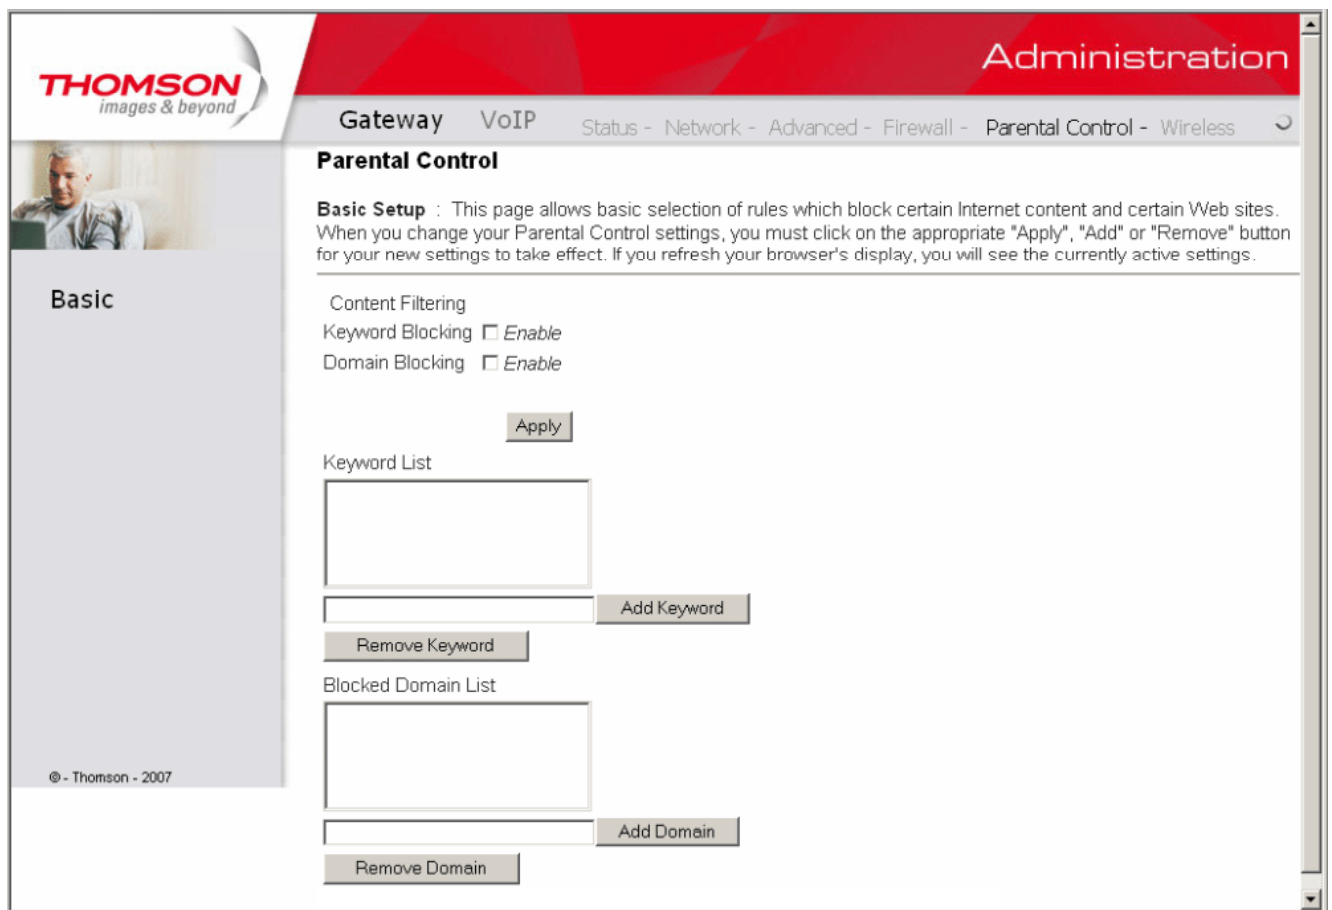 Administration
THOMSON
images & beyond
Gateway VoIP Status - Network - Advanced - Firewall - Parental Control - Wireless
Parental Control
Basic Setup : This page allows basic selection of rules which block certain Internet content and certain Web sites.
When you change your Parental Control settings, you must click on the appropriate "Apply", "Add" or "Remove" button
for your new settings to take effect. If you refresh your browser's display, you will see the currently active settings.
Basic
Content Filtering
Keyword Blocking Enable
Domain Blocking Enable
Apply
Keyword List
Add Keyword
Remove Keyword
Blocked Domain List
© - Thomson - 2007
Add Domain
Remove Domain